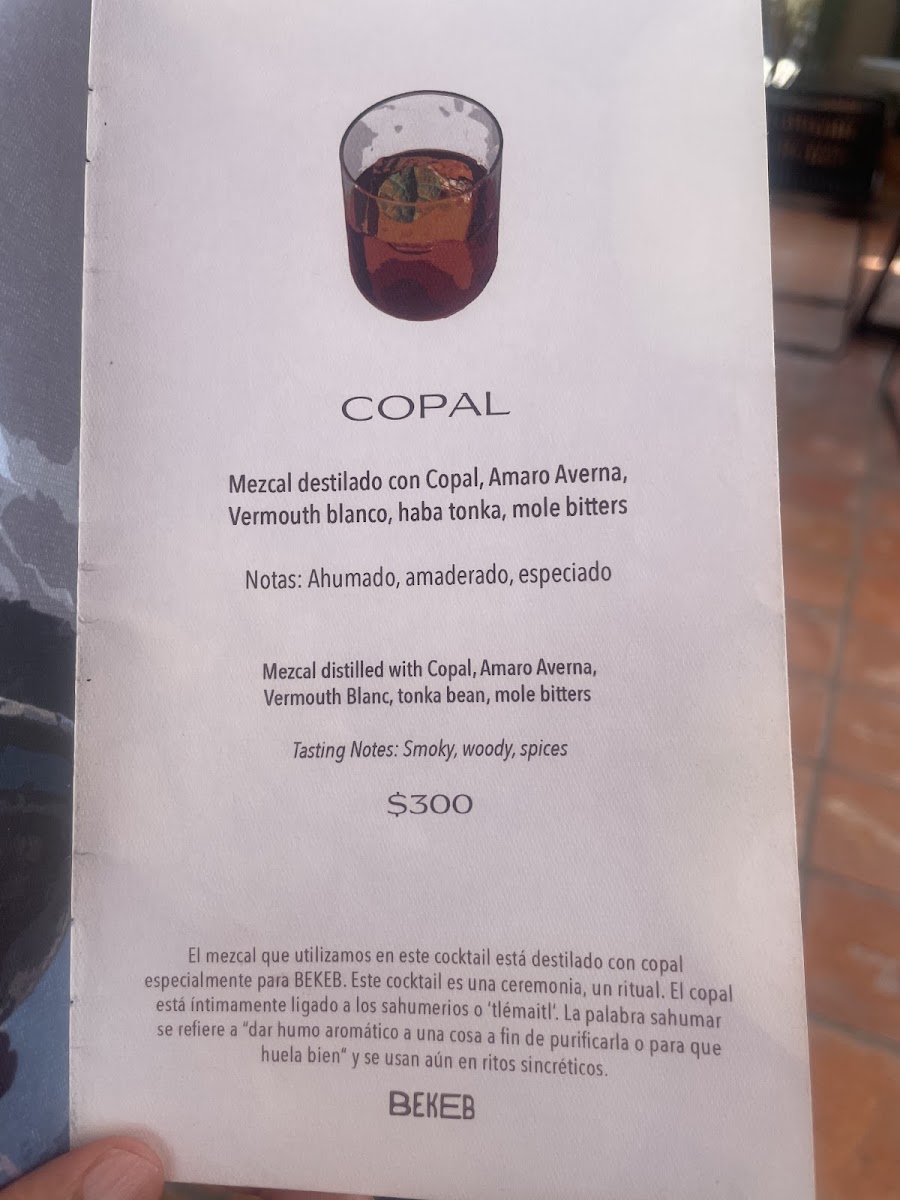 COPAL
Mezcal destilado con Copal, Amaro Averna,
Vermouth blanco, haba tonka, mole bitters
Notas: Ahumado, amaderado, especiado
Mezcal distilled with Copal, Amaro Averna,
Vermouth Blanc, tonka bean, mole bitters
Tasting Notes: Smoky, woody, spices
$300
El mezcal que utilizamos en este cocktail está destilado con copal
especialmente para BEKEB. Este cocktail es una ceremonia, un ritual. El copal
está íntimamente ligado a los sahumerios o ‘tlémaitl’. La palabra sahumar
se refiere a “dar humo aromático a una cosa a fin de purificarla o para que
huela bien” y se usan aún en ritos sincréticos.
BEKEB